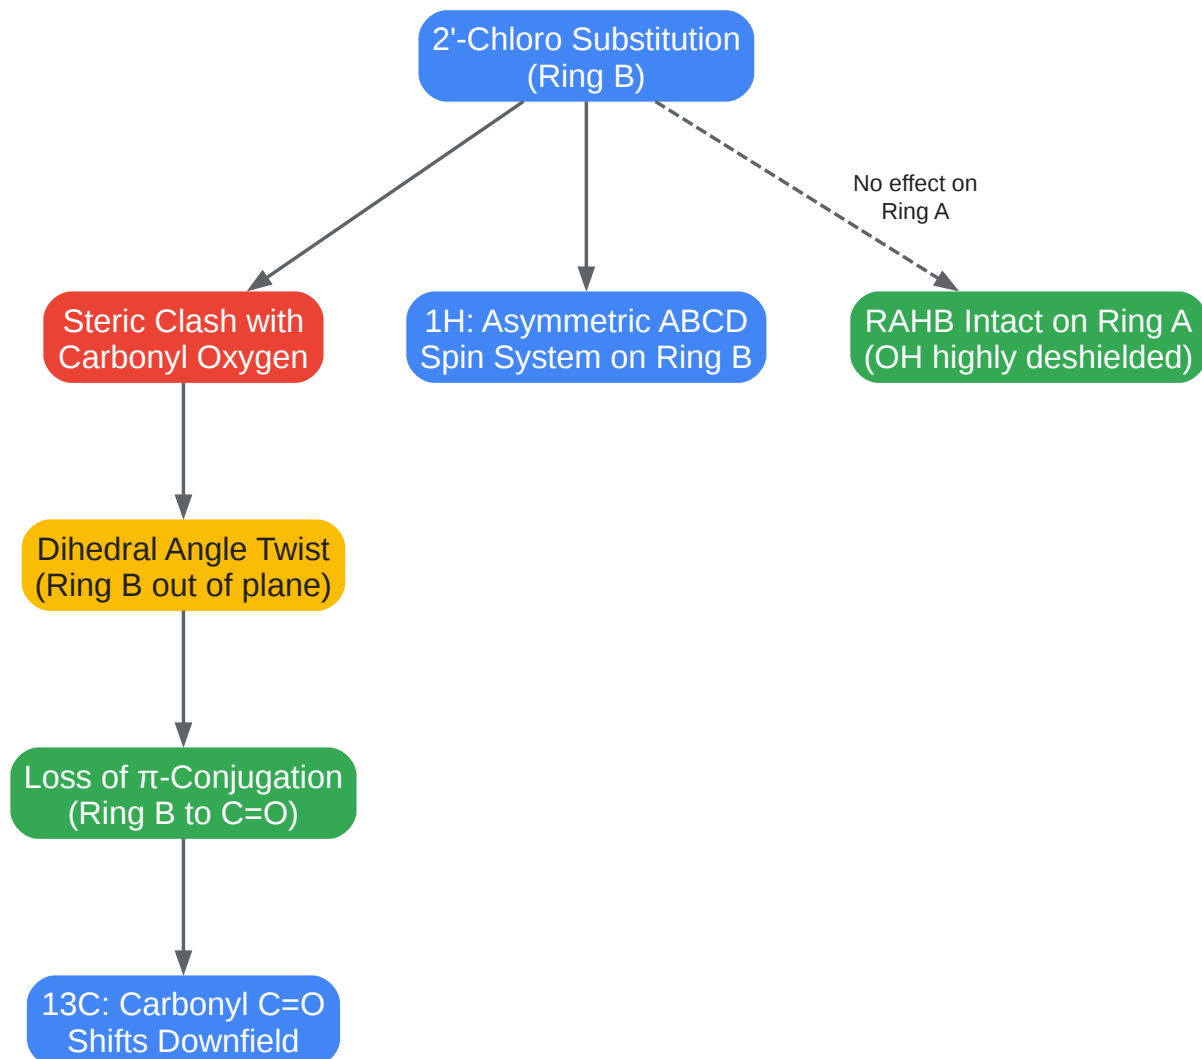 2'-Chloro Substitution
(Ring B)
No effect on
Ring A
Steric Clash with
Carbonyl Oxygen
1H: Asymmetric ABCD
Spin System on Ring B
RAHB Intact on Ring A
(OH highly deshielded)
Dihedral Angle Twist
(Ring B out of plane)
Loss of π-Conjugation
(Ring B to C=O)
13C: Carbonyl C=O
Shifts Downfield